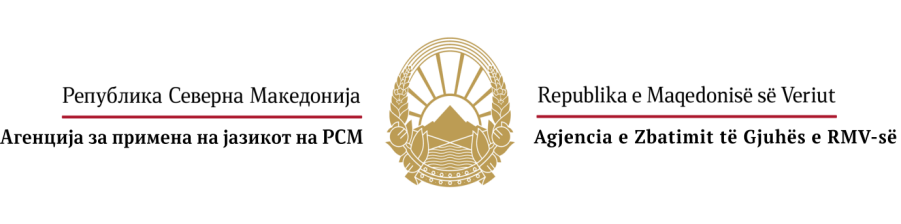 Република Северна Македонија
Агенција за примена на јазикот на РСМ
Republika e Maqedonisë së Veriut
Agjencia e Zbatimit të Gjuhës e RMV-së